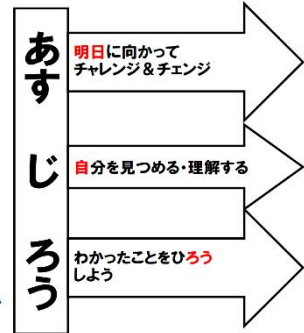 あす
明日に向かって
チャレンジ＆チェンジ
じ
自分を見つめる・理解する
ろう
わかったことをひろう
しよう